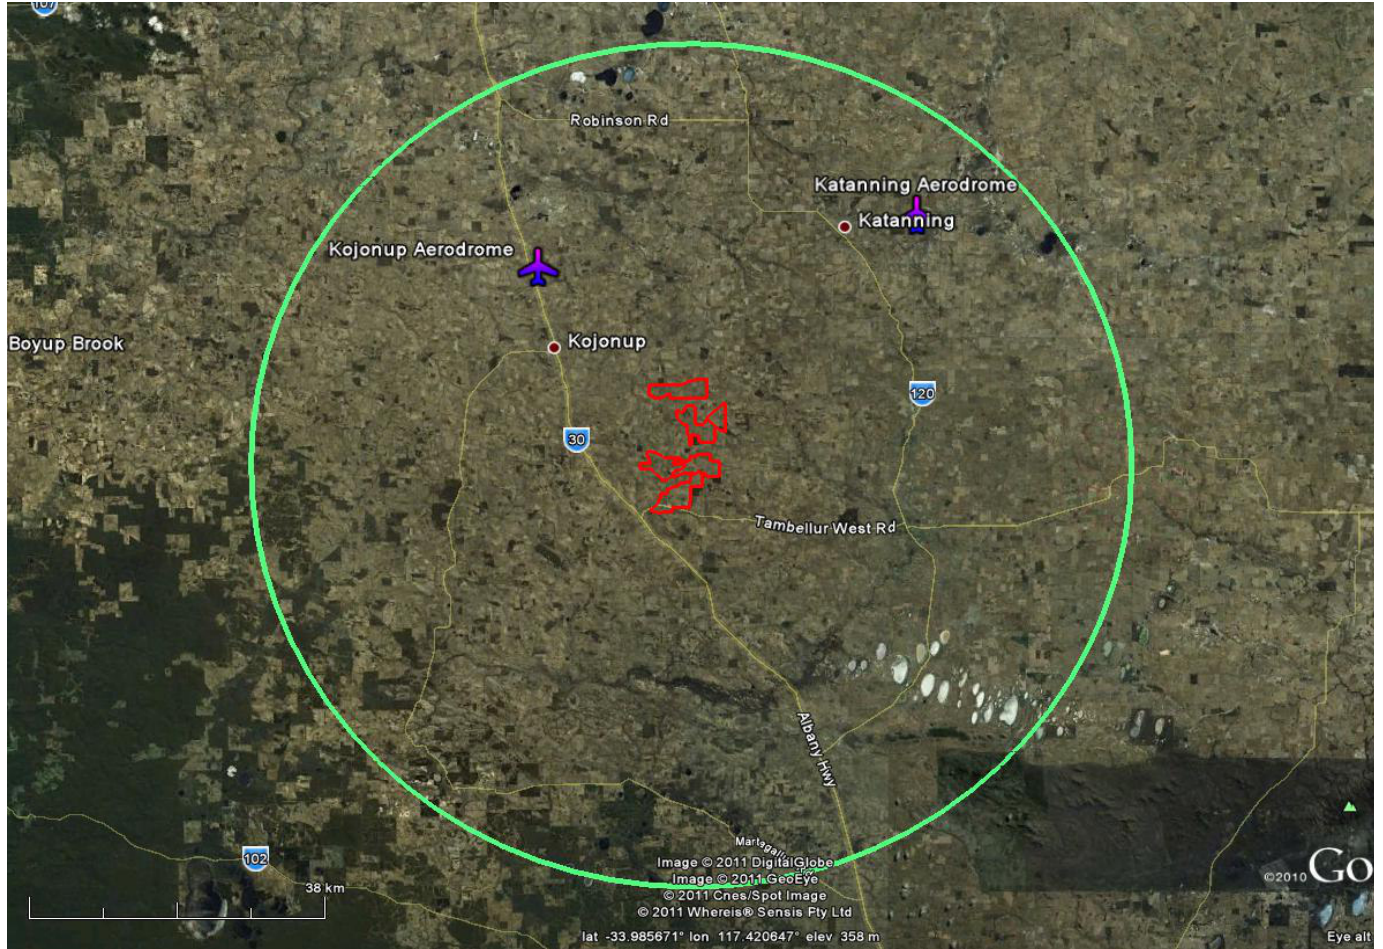 107
Robinson Rd
Katanning Aerodrome
Katanning
Kojonup Aerodrome
Boyup Brook
Kojonup
120
30
Tambellur West Rd
Albany Hwy
102
38 km
Image © 2011 DigitalGlobe
Image © 2011 GeoEye
© 2011 Cnes/Spot Image
© 2011 Whereis® Sensis Pty Ltd
©2010 Go
lat -33.985671° lon 117.420647° elev 358 m
Eye alt